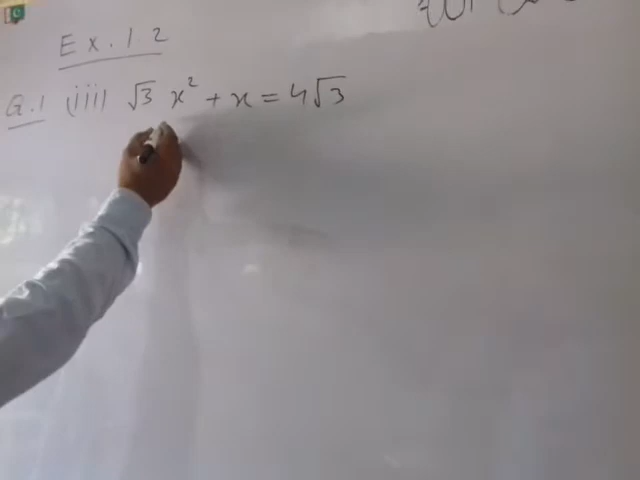 Ex. 1 2
Q.1 (iii) √3 x² + x = 4√3